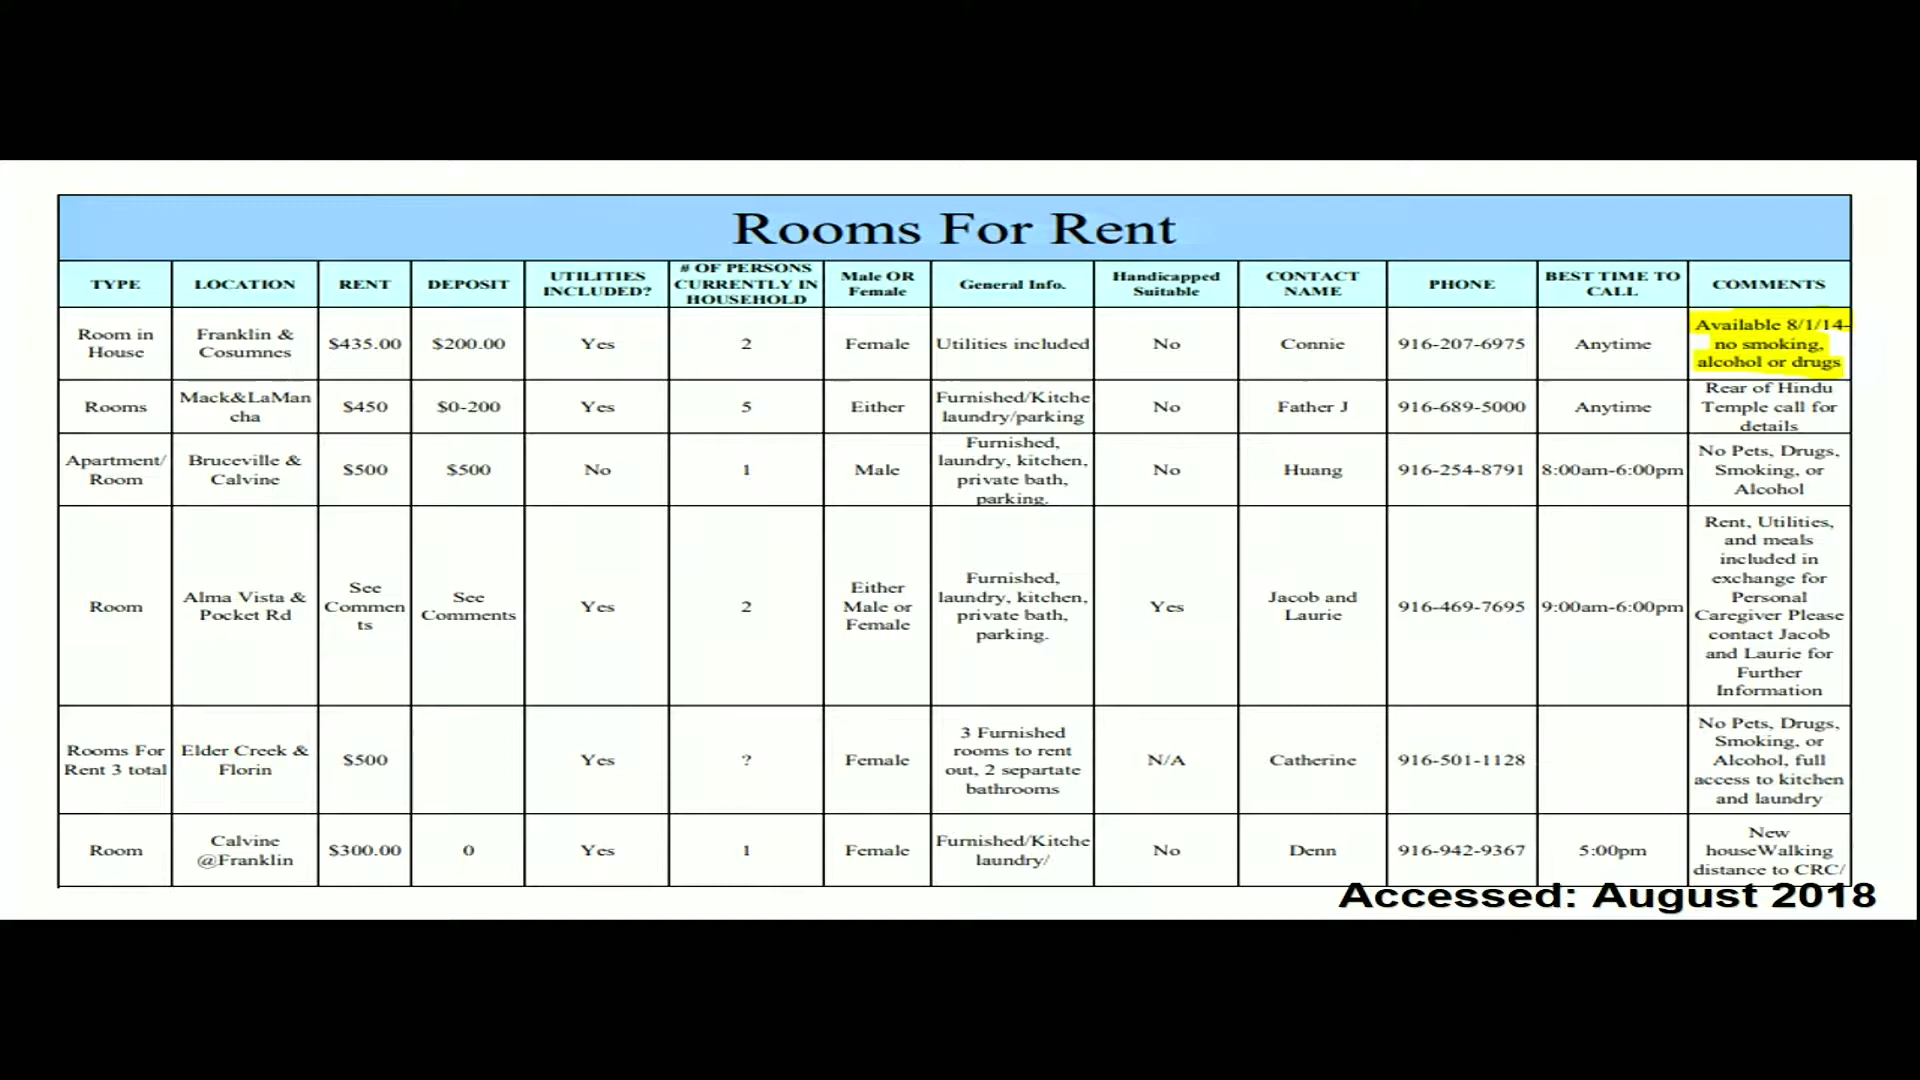 Rooms For Rent
TYPE
LOCATION
RENT
DEPOSIT
UTILITIES
INCLUDED?
# OF PERSONS
CURRENTLY IN
HOUSEHOLD
Male OR
Female
General Info.
Handicapped
Suitable
CONTACT
NAME
PHONE
BEST TIME TO
CALL
COMMENTS
Room in
House
Franklin &
Cosumnes
$435.00
$200.00
Yes
2
Female
Utilities included
No
Connie
916-207-6975
Anytime
Available 8/1/14-
no smoking,
alcohol or drugs
Rooms
Mack&LaMan
cha
$450
$0-200
Yes
5
Either
Furnished/Kitche
laundry/parking
No
Father J
916-689-5000
Anytime
Rear of Hindu
Temple call for
details
Apartment/
Room
Bruceville &
Calvine
$500
$500
No
1
Male
Furnished,
laundry, kitchen,
private bath,
parking.
No
Huang
916-254-8791
8:00am-6:00pm
No Pets, Drugs,
Smoking, or
Alcohol
Room
Alma Vista &
Pocket Rd
See
Commen
ts
See
Comments
Yes
2
Either
Male or
Female
Furnished,
laundry, kitchen,
private bath,
parking.
Yes
Jacob and
Laurie
916-469-7695
9:00am-6:00pm
Rent, Utilities,
and meals
included in
exchange for
Personal
Caregiver Please
contact Jacob
and Laurie for
Further
Information
Rooms For
Rent 3 total
Elder Creek &
Florin
$500
Yes
?
Female
3 Furnished
rooms to rent
out, 2 separtate
bathrooms
N/A
Catherine
916-501-1128
No Pets, Drugs,
Smoking, or
Alcohol, full
access to kitchen
and laundry
Room
Calvine
@Franklin
$300.00
0
Yes
1
Female
Furnished/Kitche
laundry/
No
Denn
916-942-9367
5:00pm
New
houseWalking
distance to CRC/
Accessed: August 2018